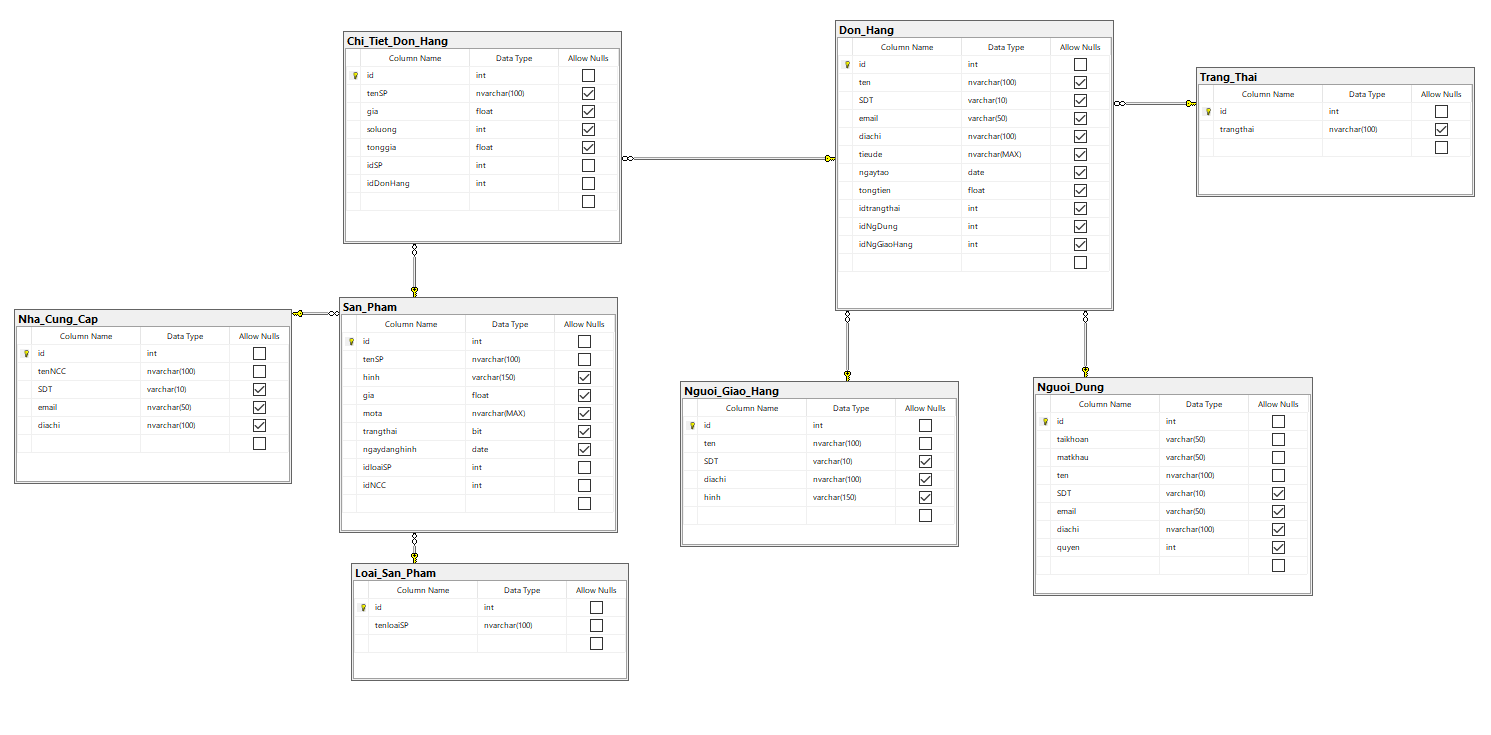 Chi_Tiet_Don_Hang
Column Name Data Type Allow Nulls
id int
tenSP nvarchar(100)
gia float
soluong int
tonggia float
idSP int
idDonHang int
Don_Hang
Column Name Data Type Allow Nulls
id int
ten nvarchar(100)
SDT varchar(10)
email varchar(50)
diachi nvarchar(100)
tieude nvarchar(MAX)
ngaytao date
tongtien float
idtrangthai int
idNgDung int
idNgGiaoHang int
Trang_Thai
Column Name Data Type Allow Nulls
id int
trangthai nvarchar(100)
Nha_Cung_Cap
Column Name Data Type Allow Nulls
id int
tenNCC nvarchar(100)
SDT varchar(10)
email nvarchar(50)
diachi nvarchar(100)
San_Pham
Column Name Data Type Allow Nulls
id int
tenSP nvarchar(100)
hinh varchar(150)
gia float
mota nvarchar(MAX)
trangthai bit
ngaydanghinh date
idloaiSP int
idNCC int
Nguoi_Giao_Hang
Column Name Data Type Allow Nulls
id int
ten nvarchar(100)
SDT varchar(10)
diachi nvarchar(100)
hinh varchar(150)
Nguoi_Dung
Column Name Data Type Allow Nulls
id int
taikhoan varchar(50)
matkhau varchar(50)
ten nvarchar(100)
SDT varchar(10)
email varchar(50)
diachi nvarchar(100)
quyen int
Loai_San_Pham
Column Name Data Type Allow Nulls
id int
tenloaiSP nvarchar(100)